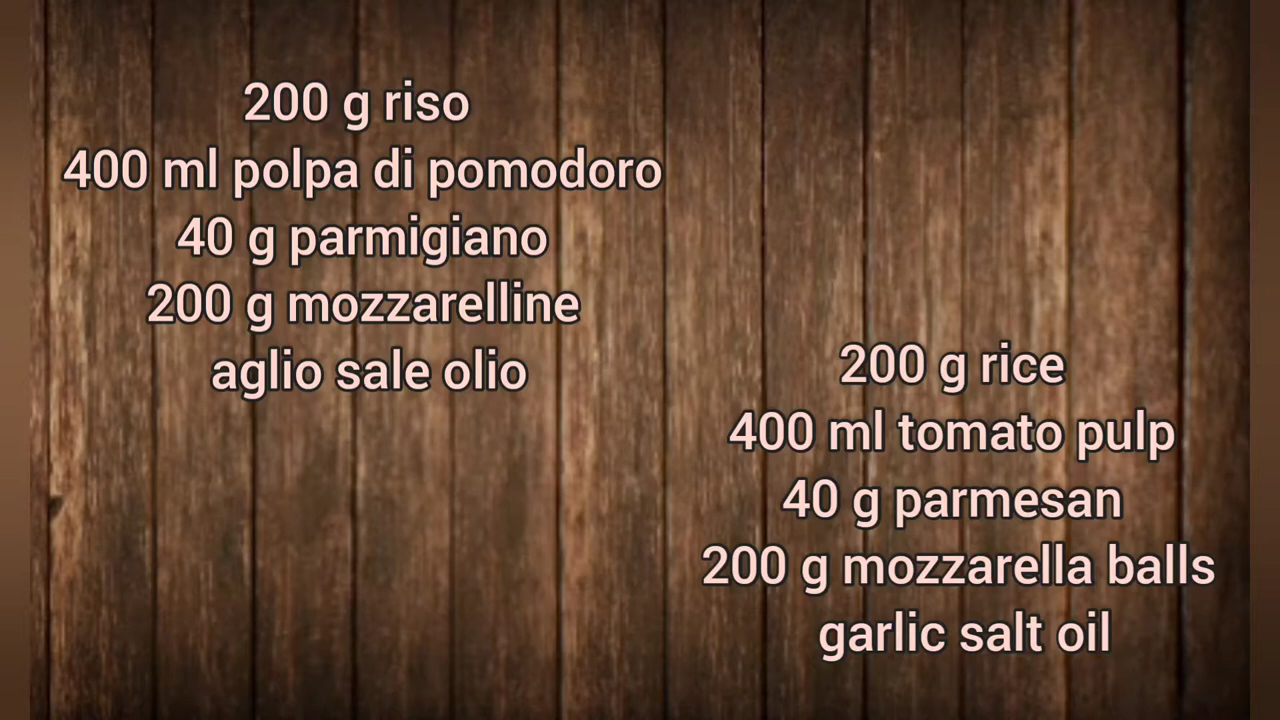 200 g riso
400 ml polpa di pomodoro
40 g parmigiano
200 g mozzarelline
aglio sale olio
200 g rice
400 ml tomato pulp
40 g parmesan
200 g mozzarella balls
garlic salt oil